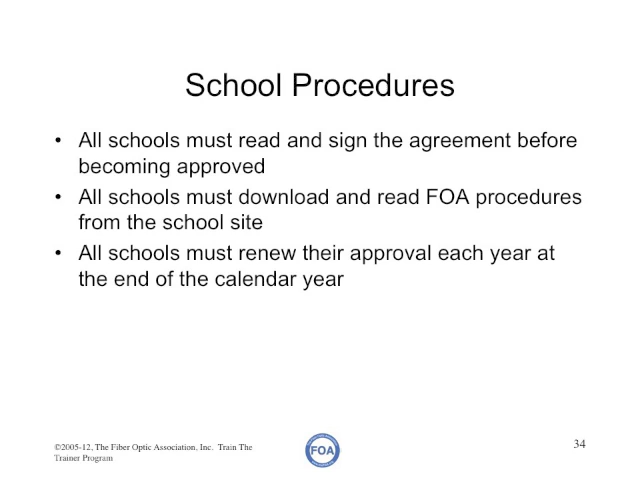 School Procedures
• All schools must read and sign the agreement before
becoming approved
• All schools must download and read FOA procedures
from the school site
• All schools must renew their approval each year at
the end of the calendar year
©2005-12, The Fiber Optic Association, Inc. Train The
Trainer Program
FOA
34